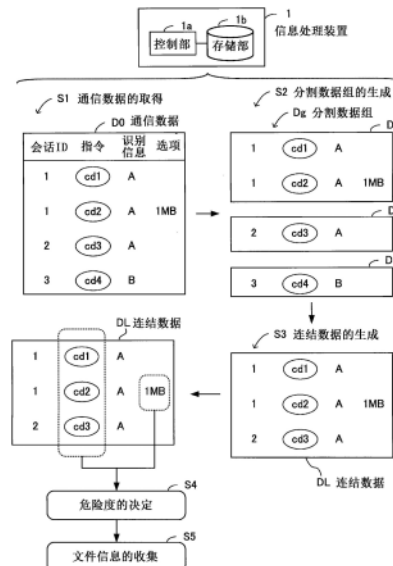 1
信息处理装置
1a
控制部
1b
存储部
S1 通信数据的取得
D0 通信数据
会话ID 指令 识别信息 选项
1 cd1 A
1 cd2 A 1MB
2 cd3 A
3 cd4 B
S2 分割数据组的生成
Dg 分割数据组
D
1 cd1 A
1 cd2 A 1MB
D
2 cd3 A
D
3 cd4 B
S3 连结数据的生成
1 cd1 A
1 cd2 A 1MB
2 cd3 A
DL 连结数据
DL 连结数据
1 cd1 A
1 cd2 A 1MB
2 cd3 A
S4
危险度的决定
S5
文件信息的收集